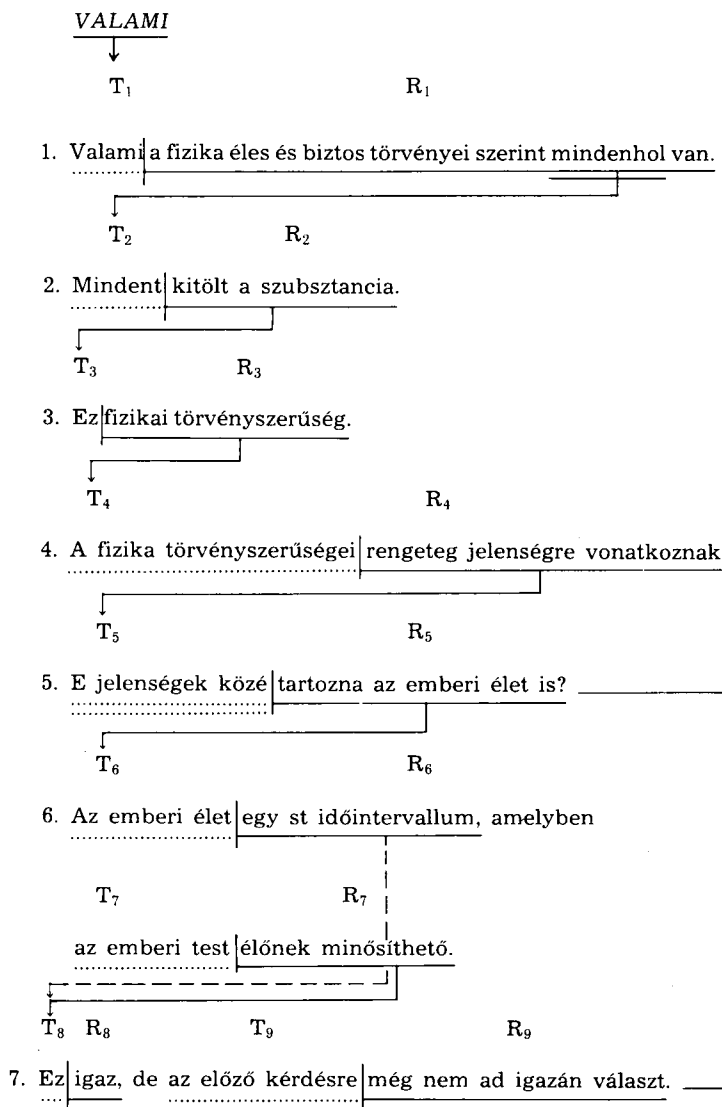 VALAMI
T₁ R₁
1. Valami a fizika éles és biztos törvényei szerint mindenhol van.
T₂ R₂
2. Mindent kitölt a szubsztancia.
T₃ R₃
3. Ez fizikai törvényszerűség.
T₄ R₄
4. A fizika törvényszerűségei rengeteg jelenségre vonatkoznak
T₅ R₅
5. E jelenségek közé tartozna az emberi élet is?
T₆ R₆
6. Az emberi élet egy st időintervallum, amelyben
T₇ R₇
az emberi test élőnek minősíthető.
T₈ R₈ T₉ R₉
7. Ez igaz, de az előző kérdésre még nem ad igazán választ.